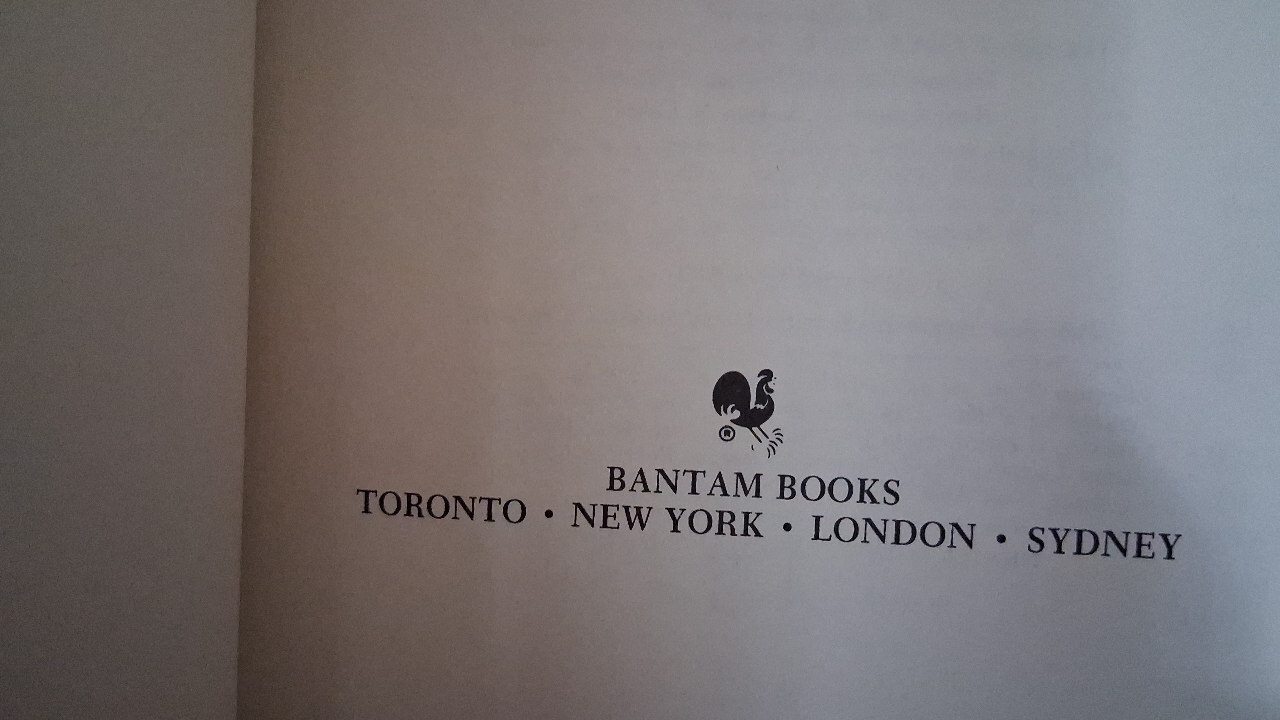 ®
BANTAM BOOKS
TORONTO • NEW YORK • LONDON • SYDNEY